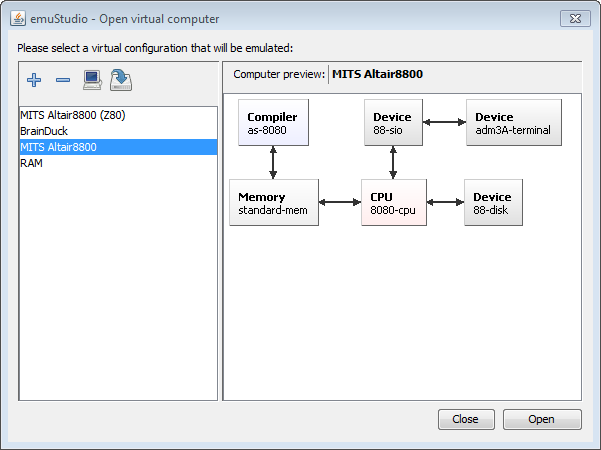 emuStudio - Open virtual computer
Please select a virtual configuration that will be emulated:
MITS Altair8800 (Z80)
BrainDuck
MITS Altair8800
RAM
Computer preview: MITS Altair8800
Compiler
as-8080
Device
88-sio
Device
adm3A-terminal
Memory
standard-mem
CPU
8080-cpu
Device
88-disk
Close
Open